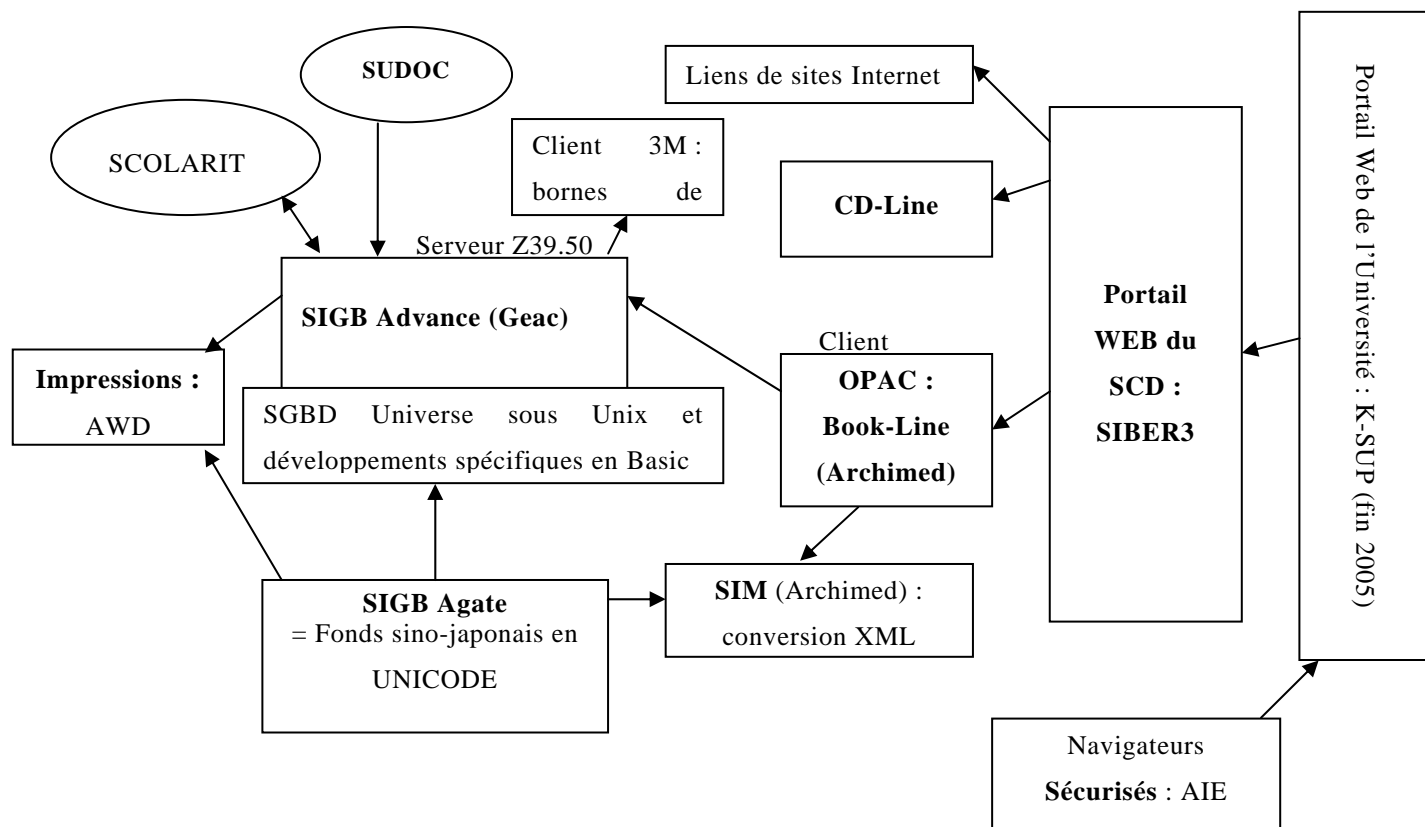 SUDOC
Liens de sites Internet
SCOLARIT
Client 3M :
bornes de
CD-Line
Serveur Z39.50
SIGB Advance (Geac)
Portail
WEB du
SCD :
SIBER3
Portail Web de l'Université : K-SUP (fin 2005)
Client
OPAC :
Book-Line
(Archimed)
Impressions :
AWD
SGBD Universe sous Unix et
développements spécifiques en Basic
SIGB Agate
= Fonds sino-japonais en
UNICODE
SIM (Archimed) :
conversion XML
Navigateurs
Sécurisés : AIE